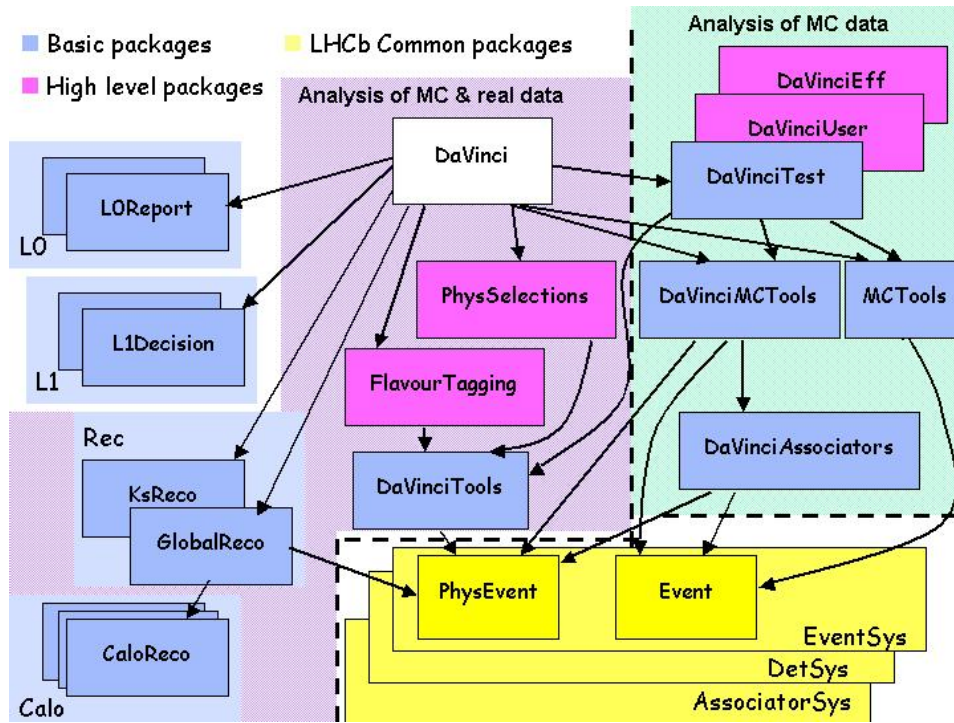 Basic packages
LHCb Common packages
High level packages
Analysis of MC data
Analysis of MC & real data
DaVinciEff
DaVinciUser
DaVinci
DaVinciTest
L0Report
L0
PhysSelections
DaVinciMCTools
MCTools
L1Decision
L1
FlavourTagging
Rec
DaVinciAssociators
KsReco
DaVinciTools
GlobalReco
PhysEvent
Event
EventSys
CaloReco
DetSys
Calo
AssociatorSys